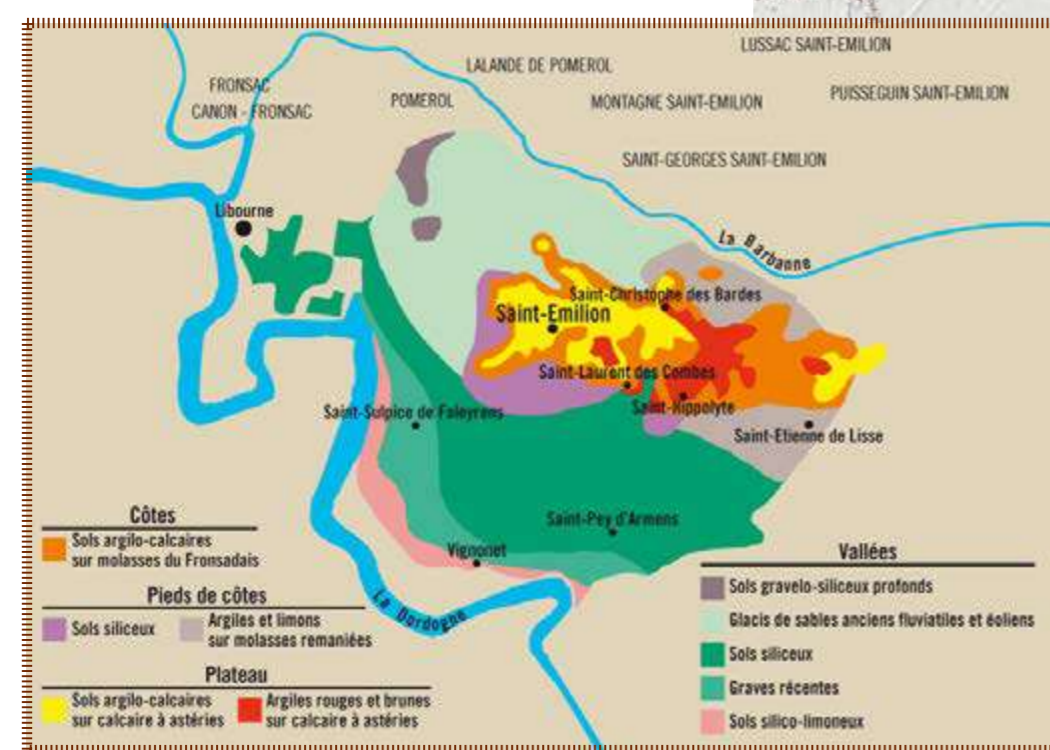 LUSSAC SAINT-EMILION
LALANDE DE POMEROL
FRONSAC
CANON - FRONSAC
POMEROL
MONTAGNE SAINT-EMILION
PUISSEGUIN SAINT-EMILION
SAINT-GEORGES SAINT-EMILION
Libourne
La Barbanne
Saint-Christophe des Bardes
Saint-Emilion
Saint-Laurent des Combes
Saint-Sulpice de Faleyrens
Saint-Hippolyte
Saint-Etienne de Lisse
Saint-Pey d'Armens
Vignonet
La Dordogne
Côtes
Sols argilo-calcaires
sur molasses du Fronsadais
Pieds de côtes
Sols siliceux
Argiles et limons
sur molasses remaniées
Plateau
Sols argilo-calcaires
sur calcaire à astéries
Argiles rouges et brunes
sur calcaire à astéries
Vallées
Sols gravelo-siliceux profonds
Glacis de sables anciens fluviatiles et éoliens
Sols siliceux
Graves récentes
Sols silico-limoneux